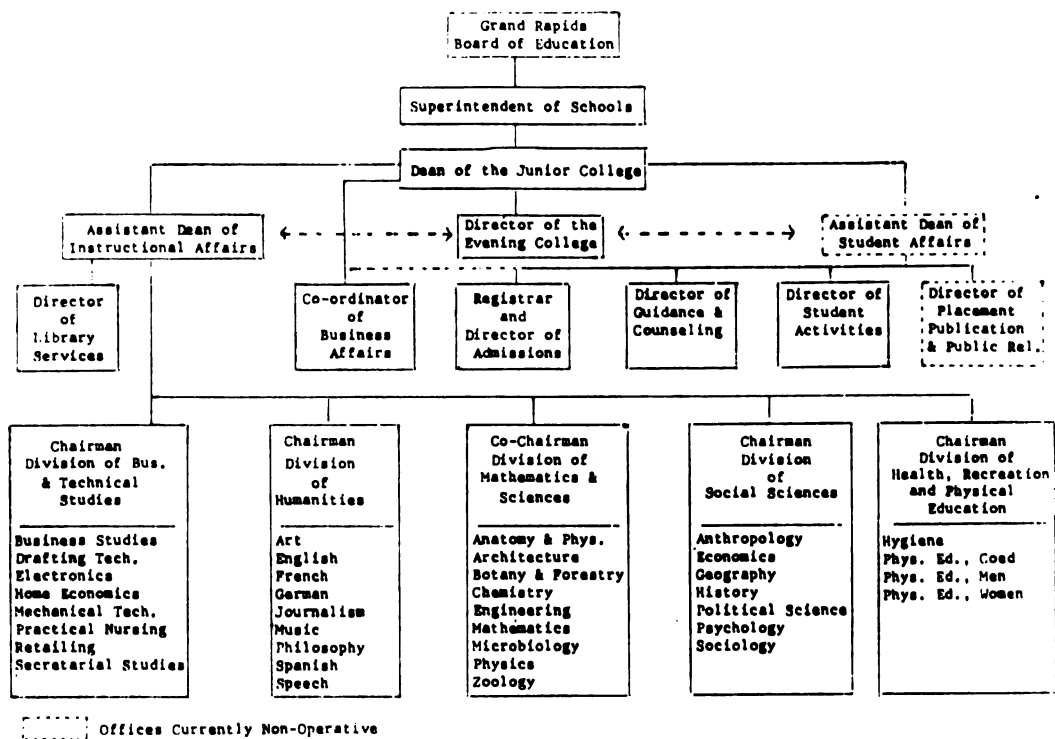 Grand Rapids
Board of Education
Superintendent of Schools
Dean of the Junior College
Assistant Dean of
Instructional Affairs
Director of the
Evening College
Assistant Dean of
Student Affairs
Director
of
Library
Services
Co-ordinator
of
Business
Affairs
Registrar
and
Director of
Admissions
Director of
Guidance &
Counseling
Director of
Student
Activities
Director of
Placement
Publication
& Public Rel.
Chairman
Division of Bus.
& Technical
Studies
Business Studies
Drafting Tech.
Electronics
Home Economics
Mechanical Tech.
Practical Nursing
Retailing
Secretarial Studies
Chairman
Division
of
Humanities
Art
English
French
German
Journalism
Music
Philosophy
Spanish
Speech
Co-Chairman
Division of
Mathematics &
Sciences
Anatomy & Phys.
Architecture
Botany & Forestry
Chemistry
Engineering
Mathematics
Microbiology
Physics
Zoology
Chairman
Division
of
Social Sciences
Anthropology
Economics
Geography
History
Political Science
Psychology
Sociology
Chairman
Division of
Health, Recreation
and Physical
Education
Hygiene
Phys. Ed., Coed
Phys. Ed., Men
Phys. Ed., Women
Offices Currently Non-Operative